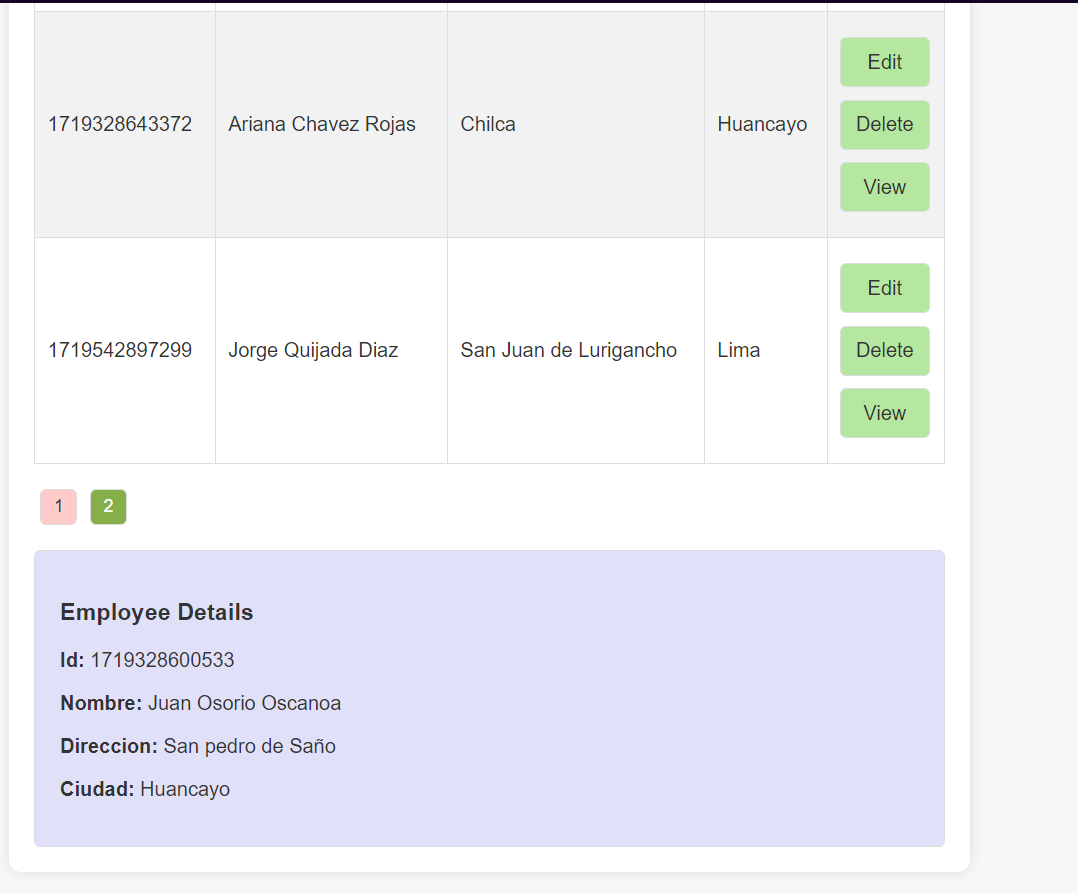 Edit
1719328643372 Ariana Chavez Rojas Chilca Huancayo Delete
View
Edit
1719542897299 Jorge Quijada Diaz San Juan de Lurigancho Lima Delete
View
1 2
Employee Details
Id: 1719328600533
Nombre: Juan Osorio Oscanoa
Direccion: San pedro de Saño
Ciudad: Huancayo